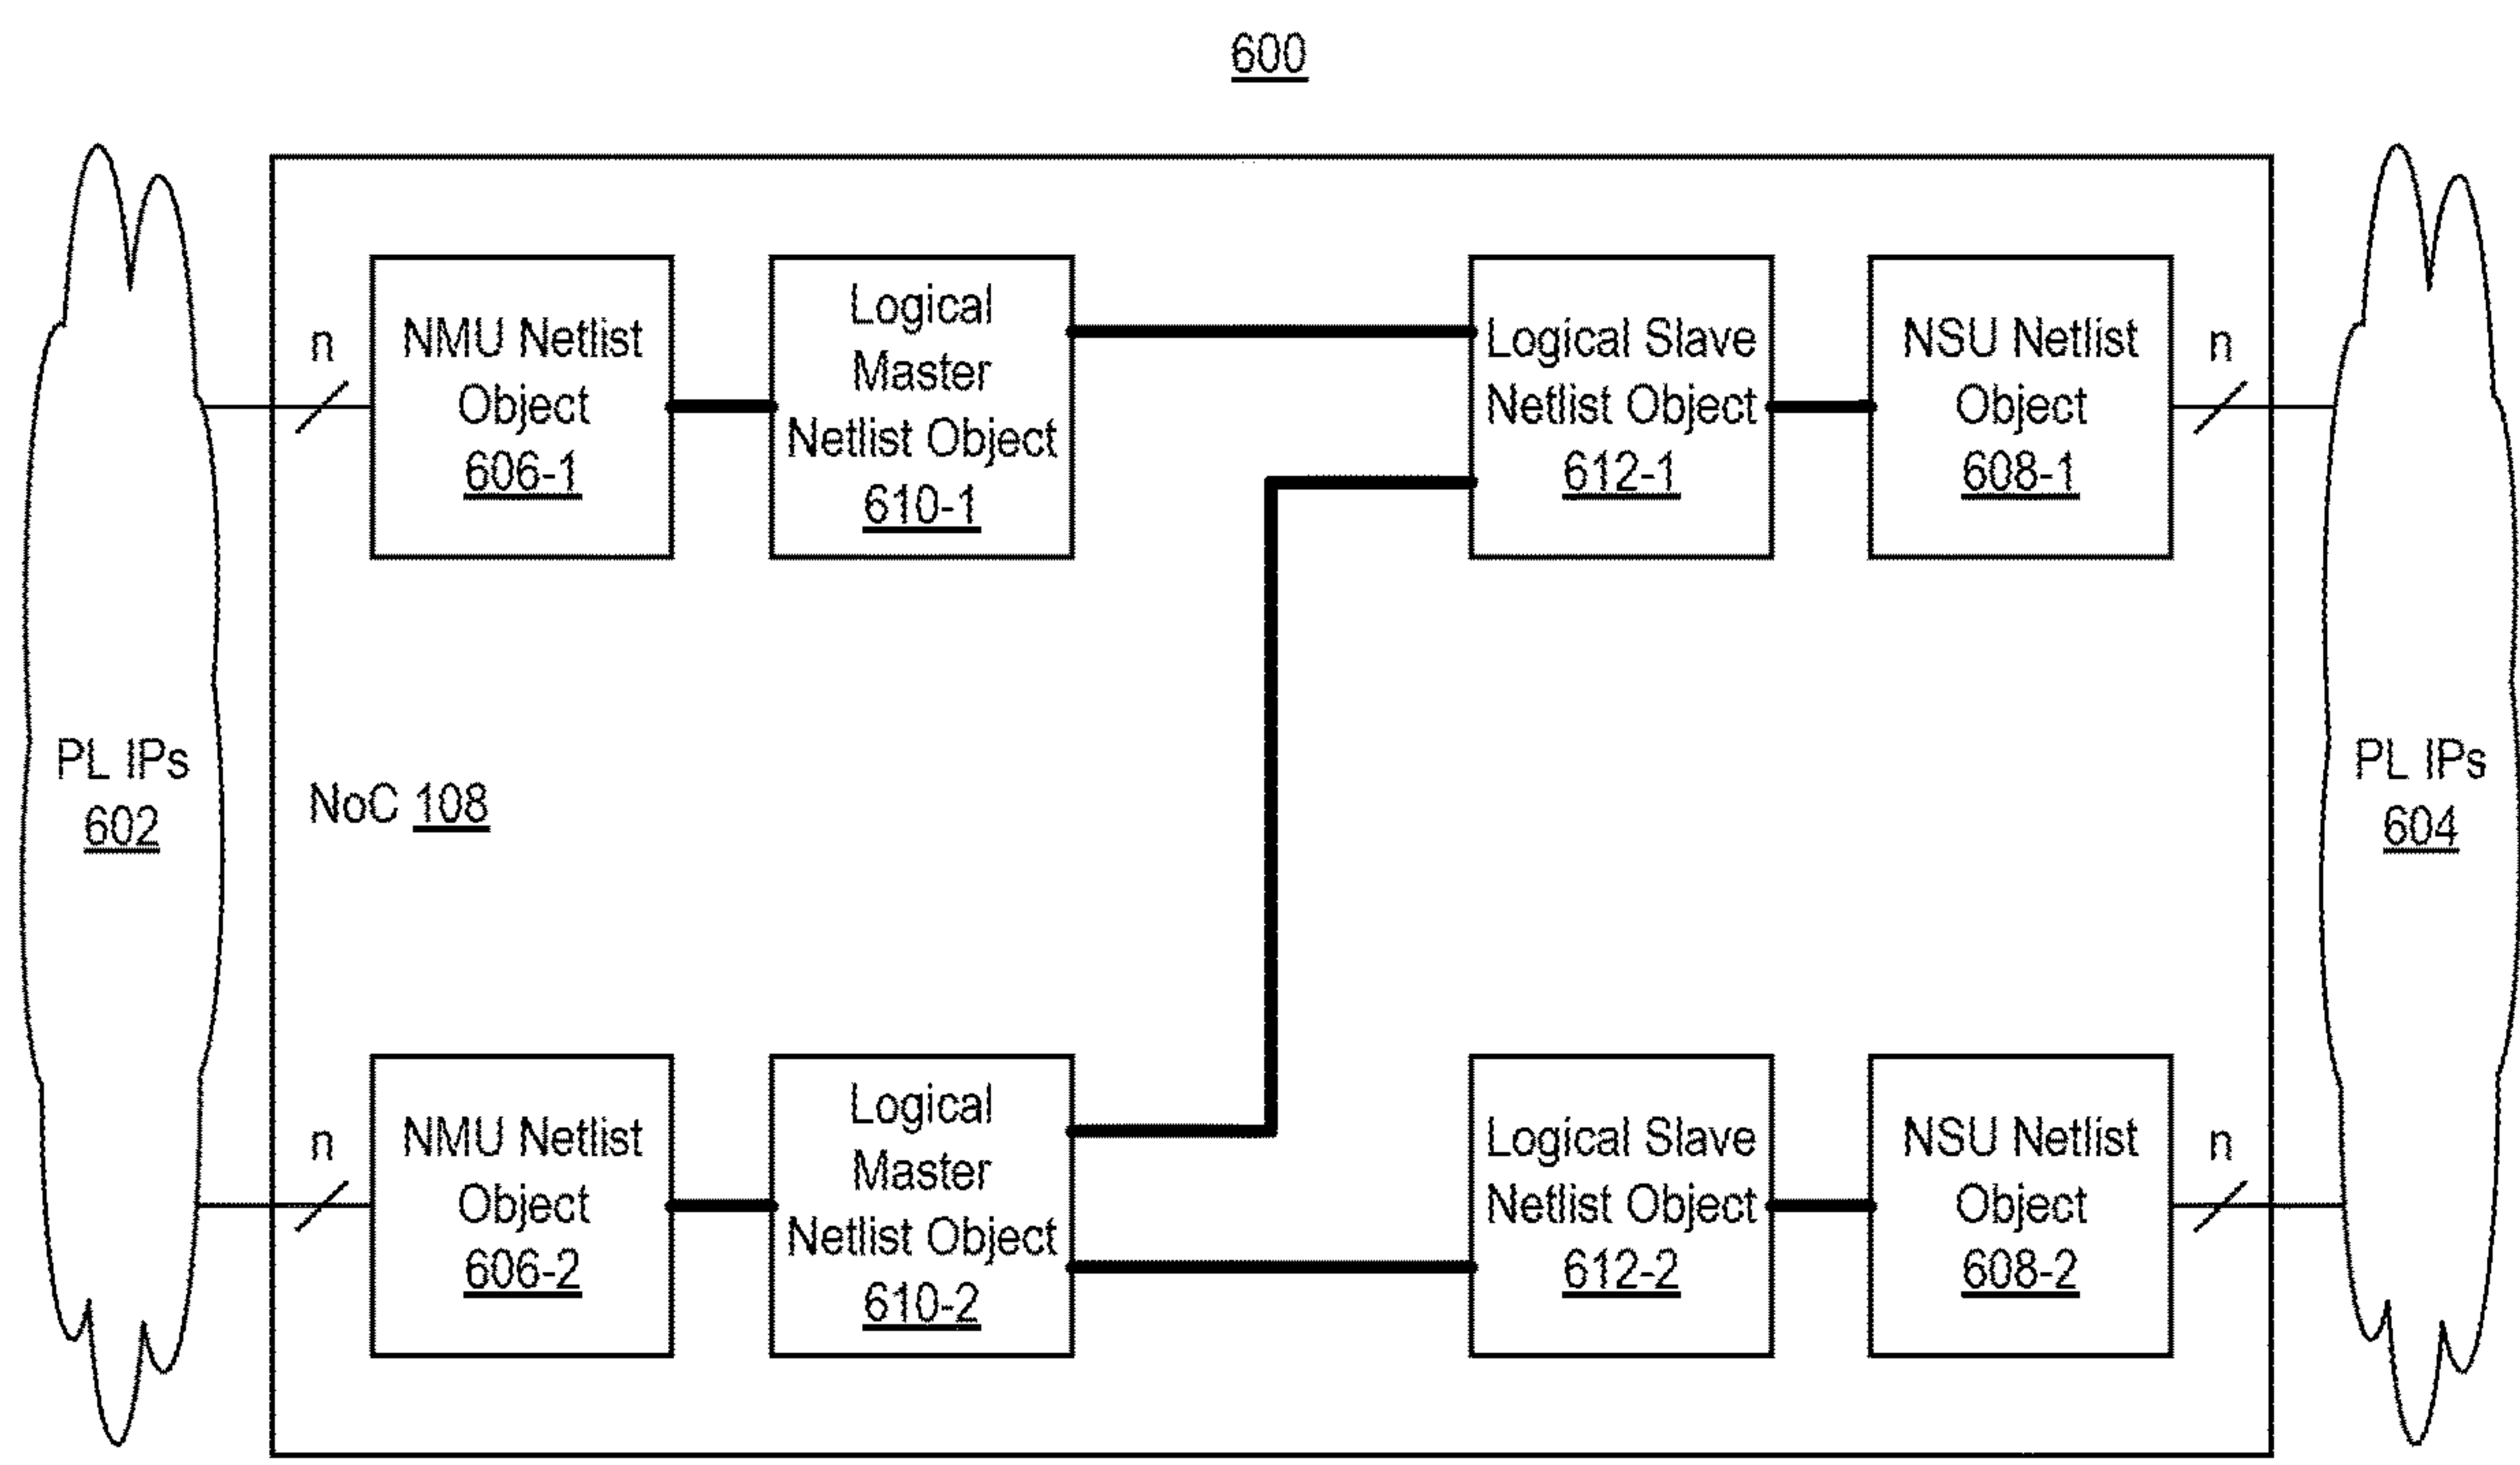 600
n
NMU Netlist
Object
606-1
Logical
Master
Netlist Object
610-1
Logical Slave
Netlist Object
612-1
NSU Netlist
Object
608-1
n
PL IPs
602
NoC 108
PL IPs
604
n
NMU Netlist
Object
606-2
Logical
Master
Netlist Object
610-2
Logical Slave
Netlist Object
612-2
NSU Netlist
Object
608-2
n